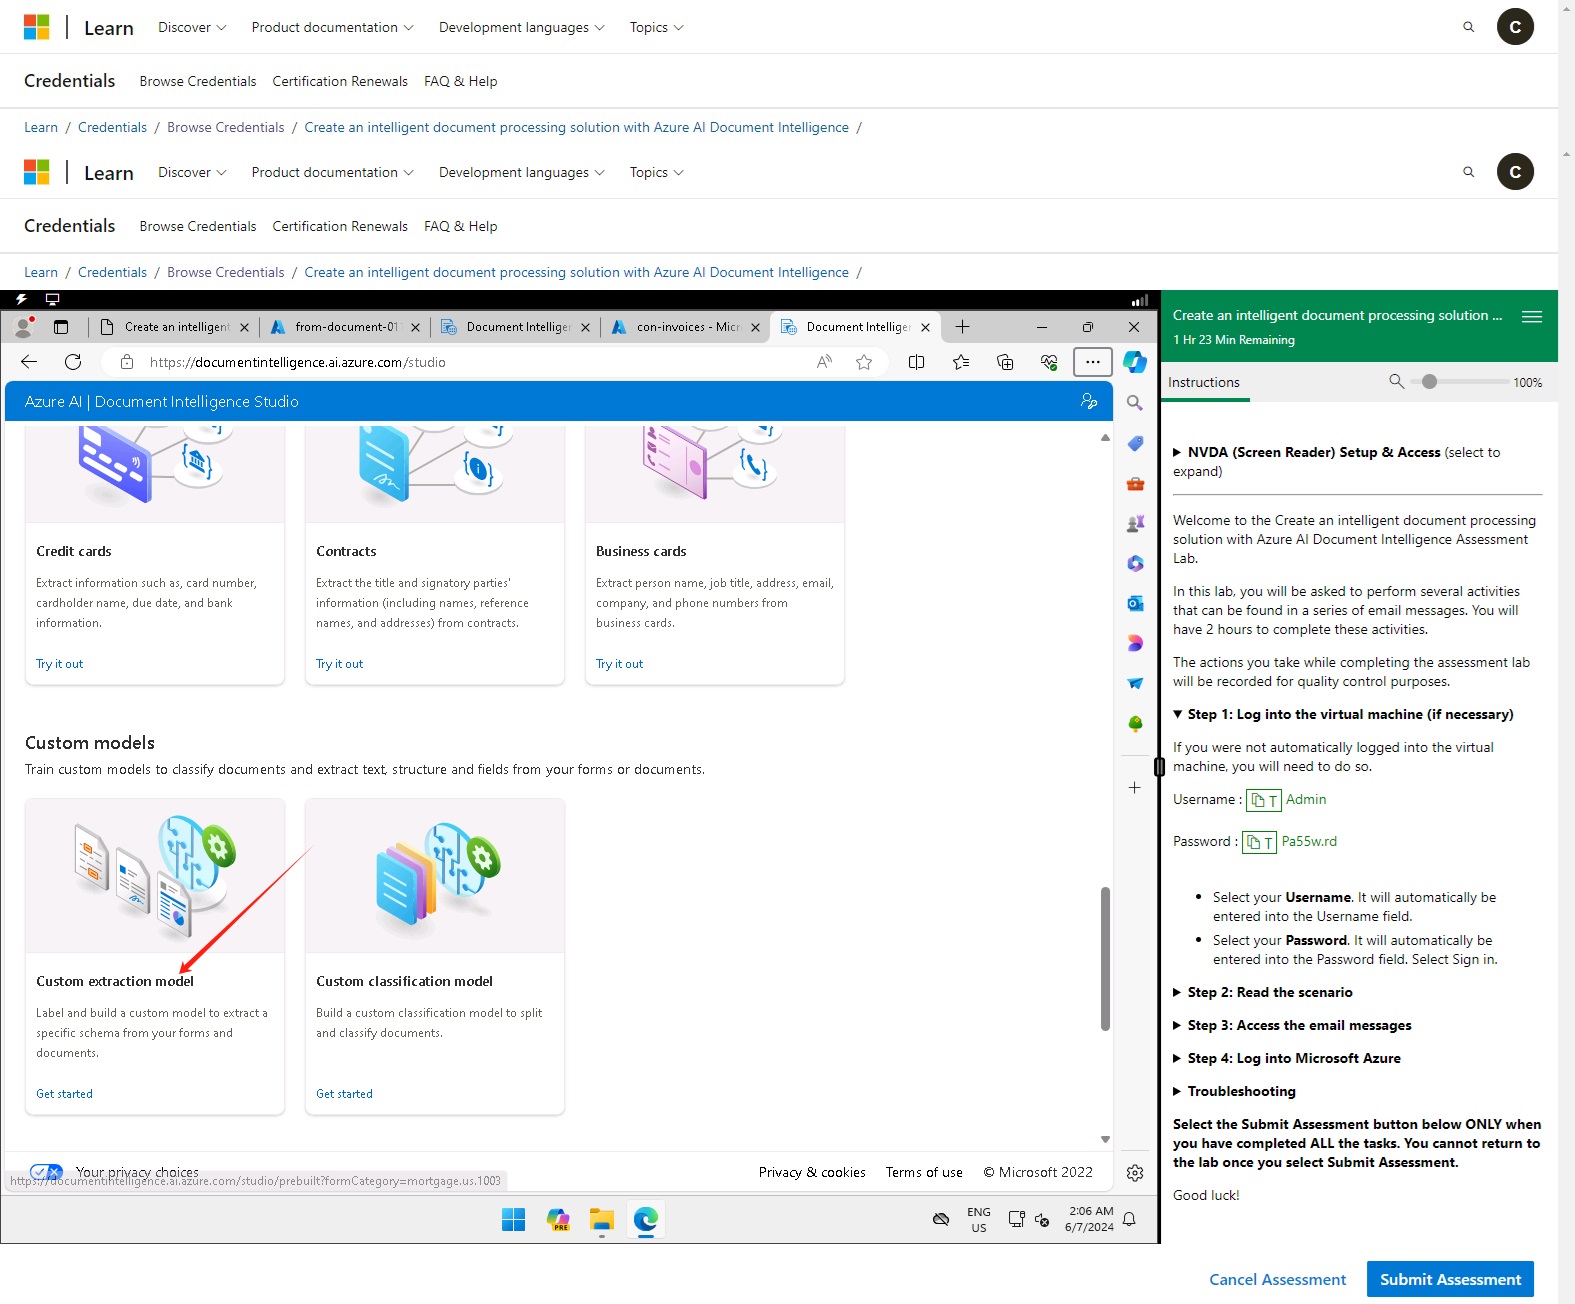 Learn Discover Product documentation Development languages Topics C
Credentials Browse Credentials Certification Renewals FAQ & Help
Learn / Credentials / Browse Credentials / Create an intelligent document processing solution with Azure AI Document Intelligence /
Learn Discover Product documentation Development languages Topics C
Credentials Browse Credentials Certification Renewals FAQ & Help
Learn / Credentials / Browse Credentials / Create an intelligent document processing solution with Azure AI Document Intelligence /
Create an intelligent from-document-01 Document Intelligen con-invoices - Micr Document Intelligen
https://documentintelligence.ai.azure.com/studio
Azure AI | Document Intelligence Studio
Credit cards
Extract information such as, card number,
cardholder name, due date, and bank
information.
Try it out
Contracts
Extract the title and signatory parties'
information (including names, reference
names, and addresses) from contracts.
Try it out
Business cards
Extract person name, job title, address, email,
company, and phone numbers from
business cards.
Try it out
Custom models
Train custom models to classify documents and extract text, structure and fields from your forms or documents.
Custom extraction model
Label and build a custom model to extract a
specific schema from your forms and
documents.
Get started
Custom classification model
Build a custom classification model to split
and classify documents.
Get started
Your privacy choices
Privacy & cookies Terms of use © Microsoft 2022
https://documentintelligence.ai.azure.com/studio/prebuilt?formCategory=mortgage.us.1003
PRE
ENG
US
2:06 AM
6/7/2024
Create an intelligent document processing solution ...
1 Hr 23 Min Remaining
Instructions 100%
NVDA (Screen Reader) Setup & Access (select to
expand)
Welcome to the Create an intelligent document processing
solution with Azure AI Document Intelligence Assessment
Lab.
In this lab, you will be asked to perform several activities
that can be found in a series of email messages. You will
have 2 hours to complete these activities.
The actions you take while completing the assessment lab
will be recorded for quality control purposes.
Step 1: Log into the virtual machine (if necessary)
If you were not automatically logged into the virtual
machine, you will need to do so.
Username : T Admin
Password : T Pa55w.rd
• Select your Username. It will automatically be
entered into the Username field.
• Select your Password. It will automatically be
entered into the Password field. Select Sign in.
Step 2: Read the scenario
Step 3: Access the email messages
Step 4: Log into Microsoft Azure
Troubleshooting
Select the Submit Assessment button below ONLY when
you have completed ALL the tasks. You cannot return to
the lab once you select Submit Assessment.
Good luck!
Cancel Assessment Submit Assessment